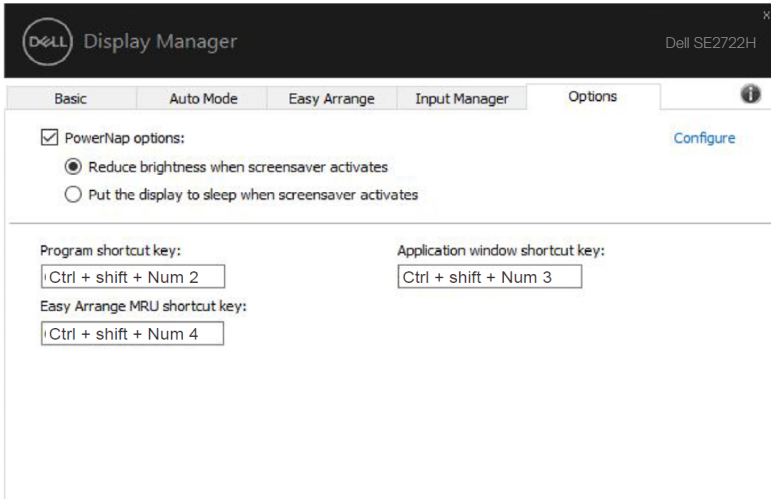 x
DELL Display Manager
Dell SE2722H
Basic Auto Mode Easy Arrange Input Manager Options
PowerNap options: Configure
Reduce brightness when screensaver activates
Put the display to sleep when screensaver activates
Program shortcut key: Application window shortcut key:
Ctrl + shift + Num 2 Ctrl + shift + Num 3
Easy Arrange MRU shortcut key:
Ctrl + shift + Num 4